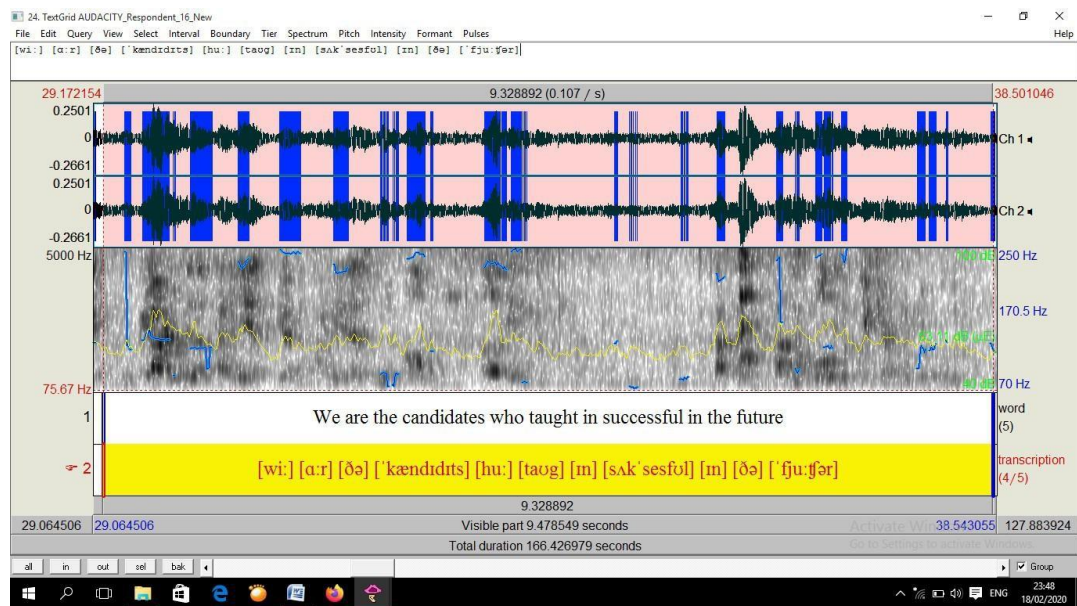 24. TextGrid AUDACITY_Respondent_16_New
File Edit Query View Select Interval Boundary Tier Spectrum Pitch Intensity Formant Pulses Help
[wiː] [ɑːr] [ðə] [ˈkændɪdɪts] [huː] [taʊg] [ɪn] [sʌkˈsesfʊl] [ɪn] [ðə] [ˈfjuːʧər]
29.172154 9.328892 (0.107 / s) 38.501046
0.2501
0 Ch 1
-0.2661
0.2501
0 Ch 2
-0.2661
5000 Hz 100 dB 250 Hz
170.5 Hz
75.67 Hz 70 Hz
1 We are the candidates who taught in successful in the future word (5)
2 [wiː] [ɑːr] [ðə] [ˈkændɪdɪts] [huː] [taʊg] [ɪn] [sʌkˈsesfʊl] [ɪn] [ðə] [ˈfjuːʧər] transcription (4/5)
9.328892
29.064506 29.064506 Visible part 9.478549 seconds 38.543055 127.883924
Total duration 166.426979 seconds
Activate Windows
Go to Settings to activate Windows.
all in out sel bak Group
ENG 23:48
18/02/2020